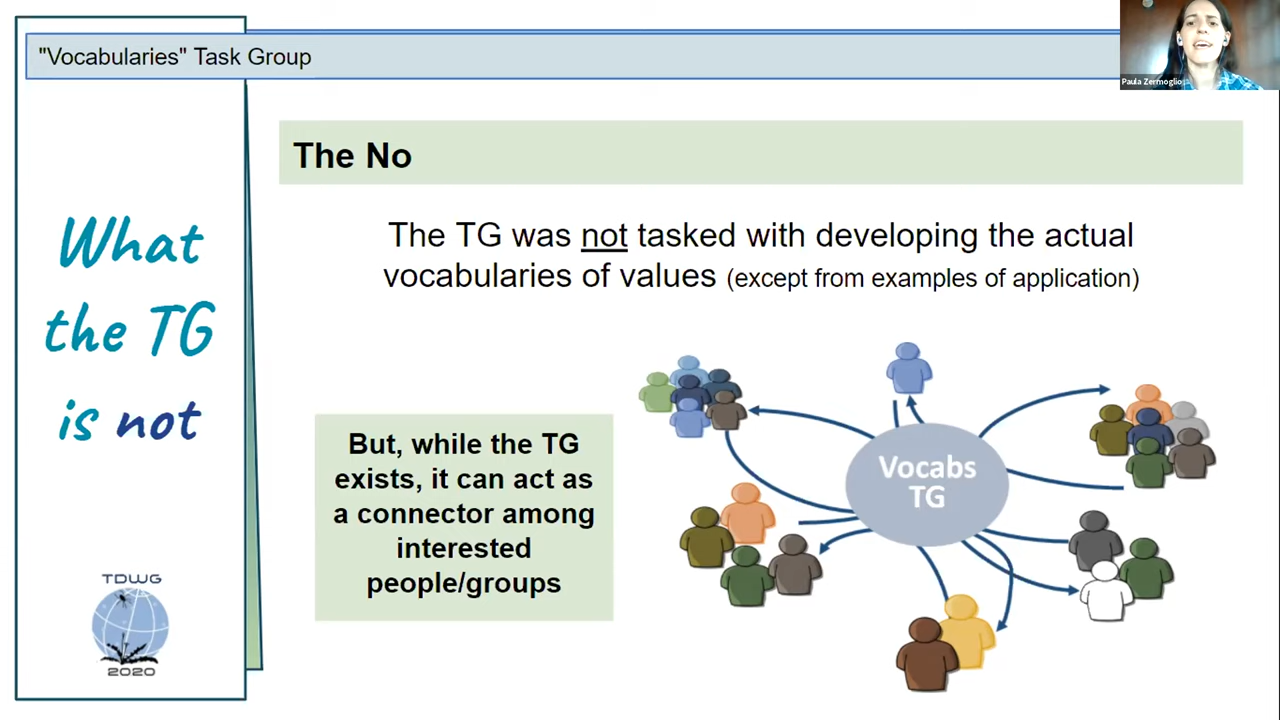 "Vocabularies" Task Group
Paula Zermoglio
What
the TG
is not
The No
The TG was not tasked with developing the actual
vocabularies of values (except from examples of application)
But, while the TG
exists, it can act as
a connector among
interested
people/groups
Vocabs
TG
TDWG
2020